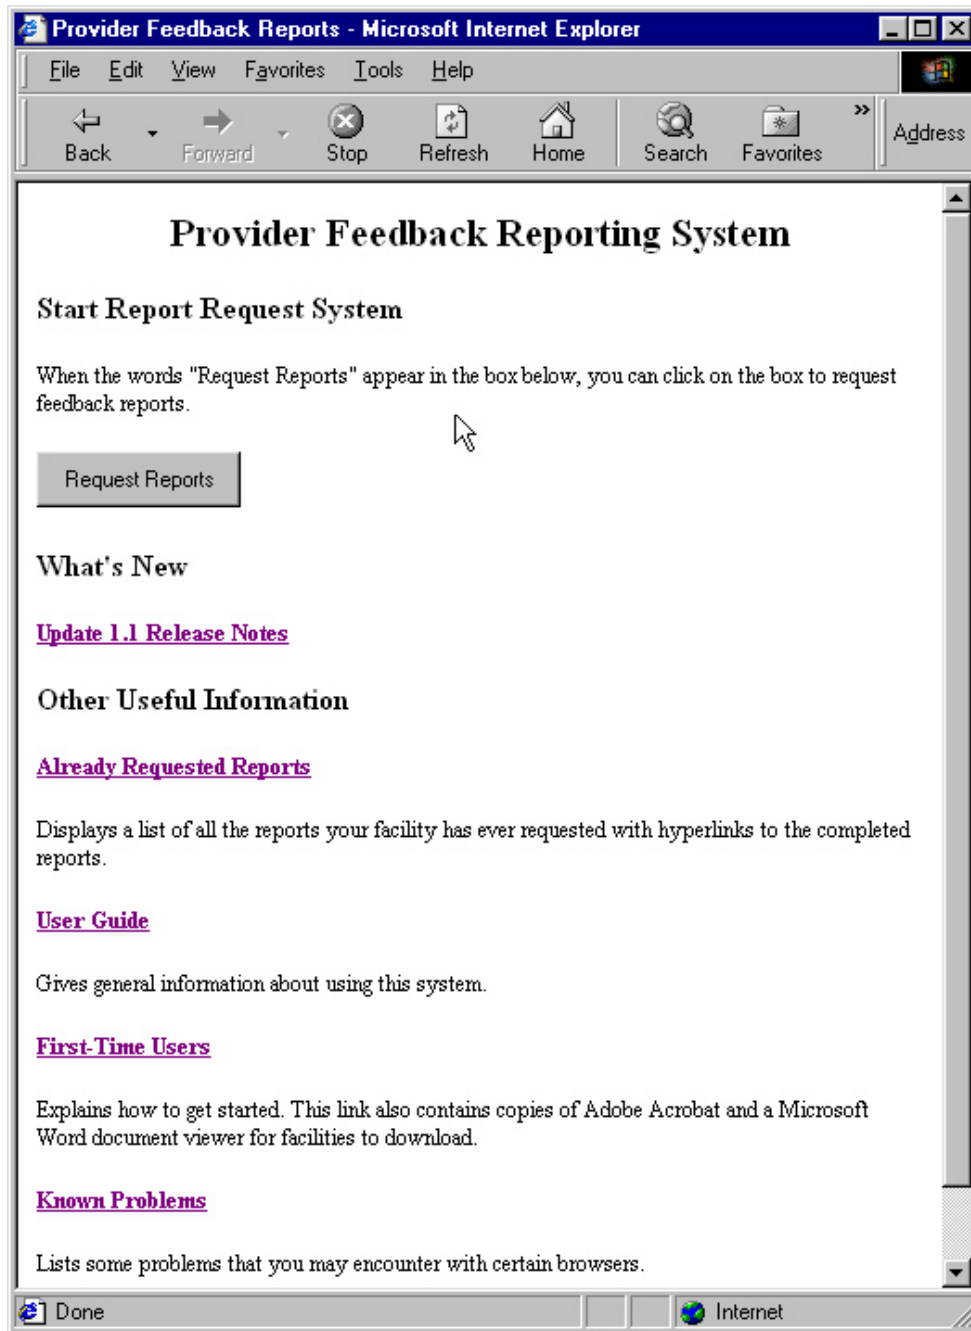 Provider Feedback Reports - Microsoft Internet Explorer
File Edit View Favorites Tools Help
Back Forward Stop Refresh Home Search Favorites » Address
Provider Feedback Reporting System
Start Report Request System
When the words "Request Reports" appear in the box below, you can click on the box to request
feedback reports.
Request Reports
What's New
Update 1.1 Release Notes
Other Useful Information
Already Requested Reports
Displays a list of all the reports your facility has ever requested with hyperlinks to the completed
reports.
User Guide
Gives general information about using this system.
First-Time Users
Explains how to get started. This link also contains copies of Adobe Acrobat and a Microsoft
Word document viewer for facilities to download.
Known Problems
Lists some problems that you may encounter with certain browsers.
Done Internet